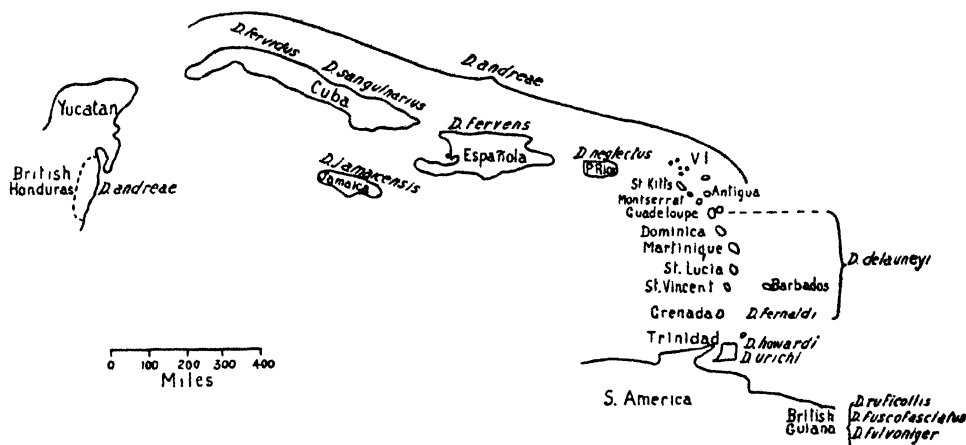 D. fervidus
D. sanguinarius
D. andreae
Cuba
Yucatan
British
Honduras
D. andreae
D. fervens
Española
D. jamaicensis
Jamaica
D. neglectus
P Rico
V I
St Kitts
Antigua
Montserrat
Guadeloupe
Dominica
Martinique
St. Lucia
St. Vincent
Barbados
D. delauneyi
Grenada
D. fernaldi
Trinidad
D. howardi
D. urichi
0 100 200 300 400
Miles
S. America
British
Guiana
D. ruficollis
D. fuscofasciatus
D. fulvoniger